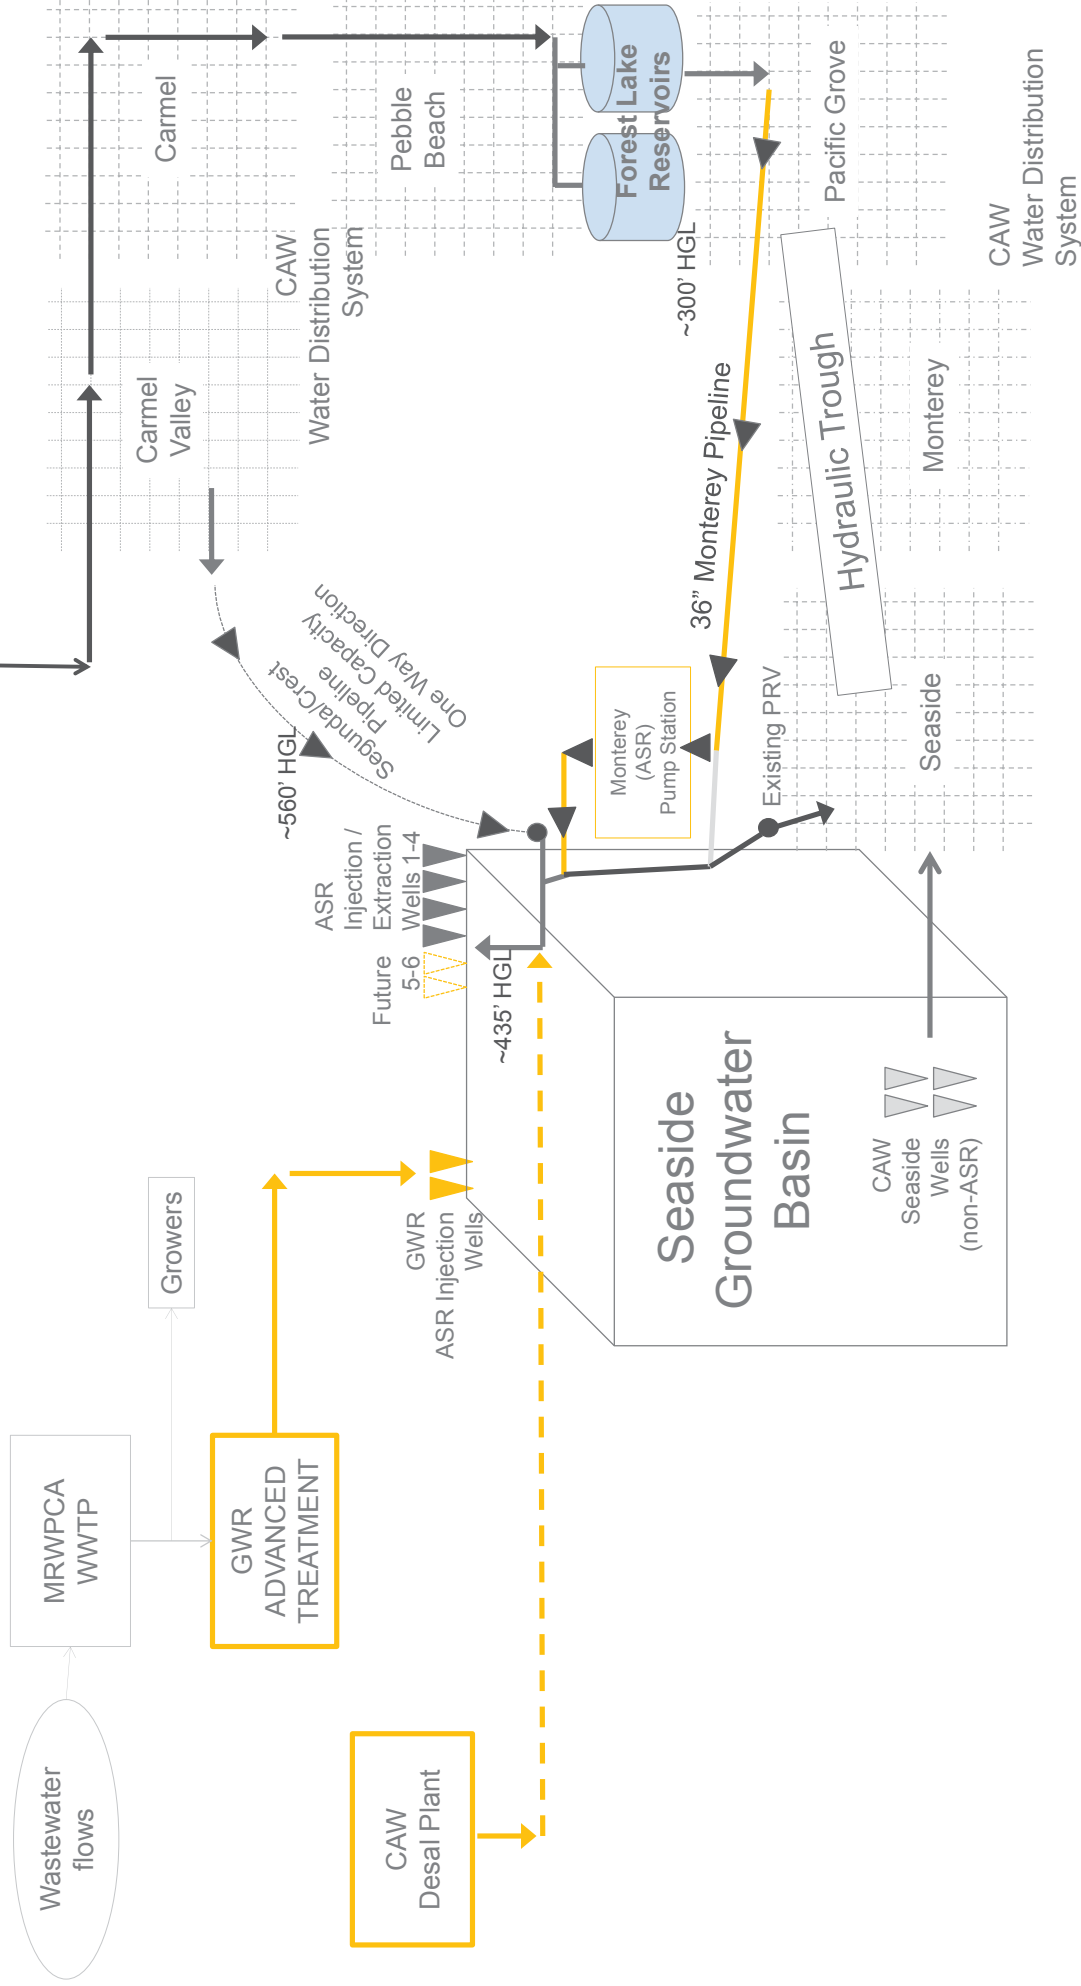 Wastewater
flows
MRWPCA
WWTP
Growers
GWR
ADVANCED
TREATMENT
CAW
Desal Plant
GWR
ASR Injection
Wells
Future
5-6
ASR
Injection /
Extraction
Wells 1-4
~435' HGL
~560' HGL
Segunda/Crest
Pipeline
Limited Capacity
One Way Direction
Carmel
Valley
Carmel
CAW
Water Distribution
System
Pebble
Beach
Forest Lake
Reservoirs
~300' HGL
36” Monterey Pipeline
Monterey
(ASR)
Pump Station
Existing PRV
Hydraulic Trough
Pacific Grove
Monterey
Seaside
CAW
Water Distribution
System
Seaside
Groundwater
Basin
CAW
Seaside
Wells
(non-ASR)